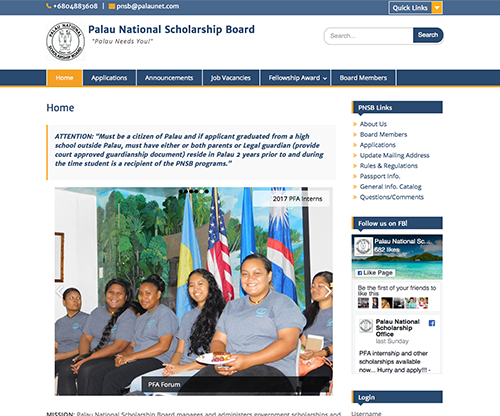 +6804883608 | pnsb@palaunet.com
Quick Links
Palau National Scholarship Board
"Palau Needs You!"
Search...
Search
Home
Applications
Announcements
Job Vacancies
Fellowship Award
Board Members
Home
ATTENTION: "Must be a citizen of Palau and if applicant graduated from a high
school outside Palau, must have either or both parents or Legal guardian (provide
court approved guardianship document) reside in Palau 2 years prior to and during
the time student is a recipient of the PNSB programs."
2017 PFA Interns
PFA Forum
MISSION: Palau National Scholarship Board manages and administers government scholarships and
PNSB Links
About Us
Board Members
Applications
Update Mailing Address
Rules & Regulations
Passport Info.
General Info. Catalog
Questions/Comments
Follow us on FB!
Palau National Sc...
682 likes
Like Page
Be the first of your friends to
like this
Palau National
Scholarship
Office
last Sunday
PFA internship and other
scholarships available
now... Hurry and apply!!! -
Login
Username